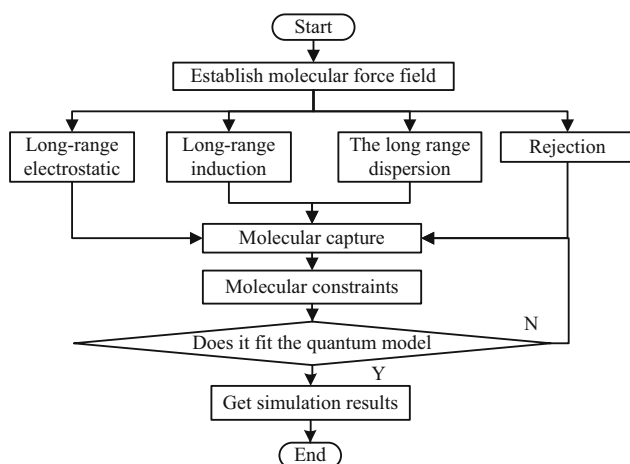 Start
Establish molecular force field
Long-range
electrostatic
Long-range
induction
The long range
dispersion
Rejection
Molecular capture
Molecular constraints
Does it fit the quantum model
N
Y
Get simulation results
End